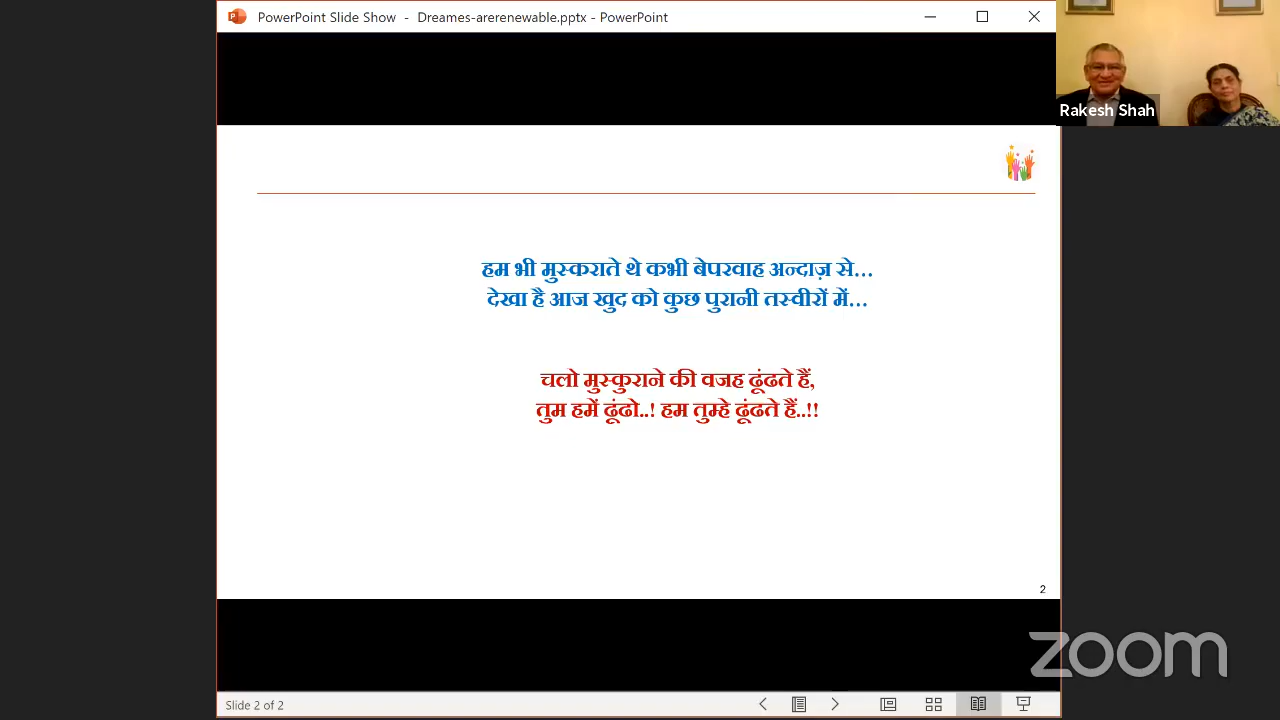 PowerPoint Slide Show - Dreames-arerenewable.pptx - PowerPoint
Rakesh Shah
हम भी मुस्कराते थे कभी बेपरवाह अन्दाज़ से...
देखा है आज खुद को कुछ पुरानी तस्वीरों में...
चलो मुस्कुराने की वजह ढूंढते हैं,
तुम हमें ढूंढो..! हम तुम्हे ढूंढते हैं..!!
2
zoom
Slide 2 of 2